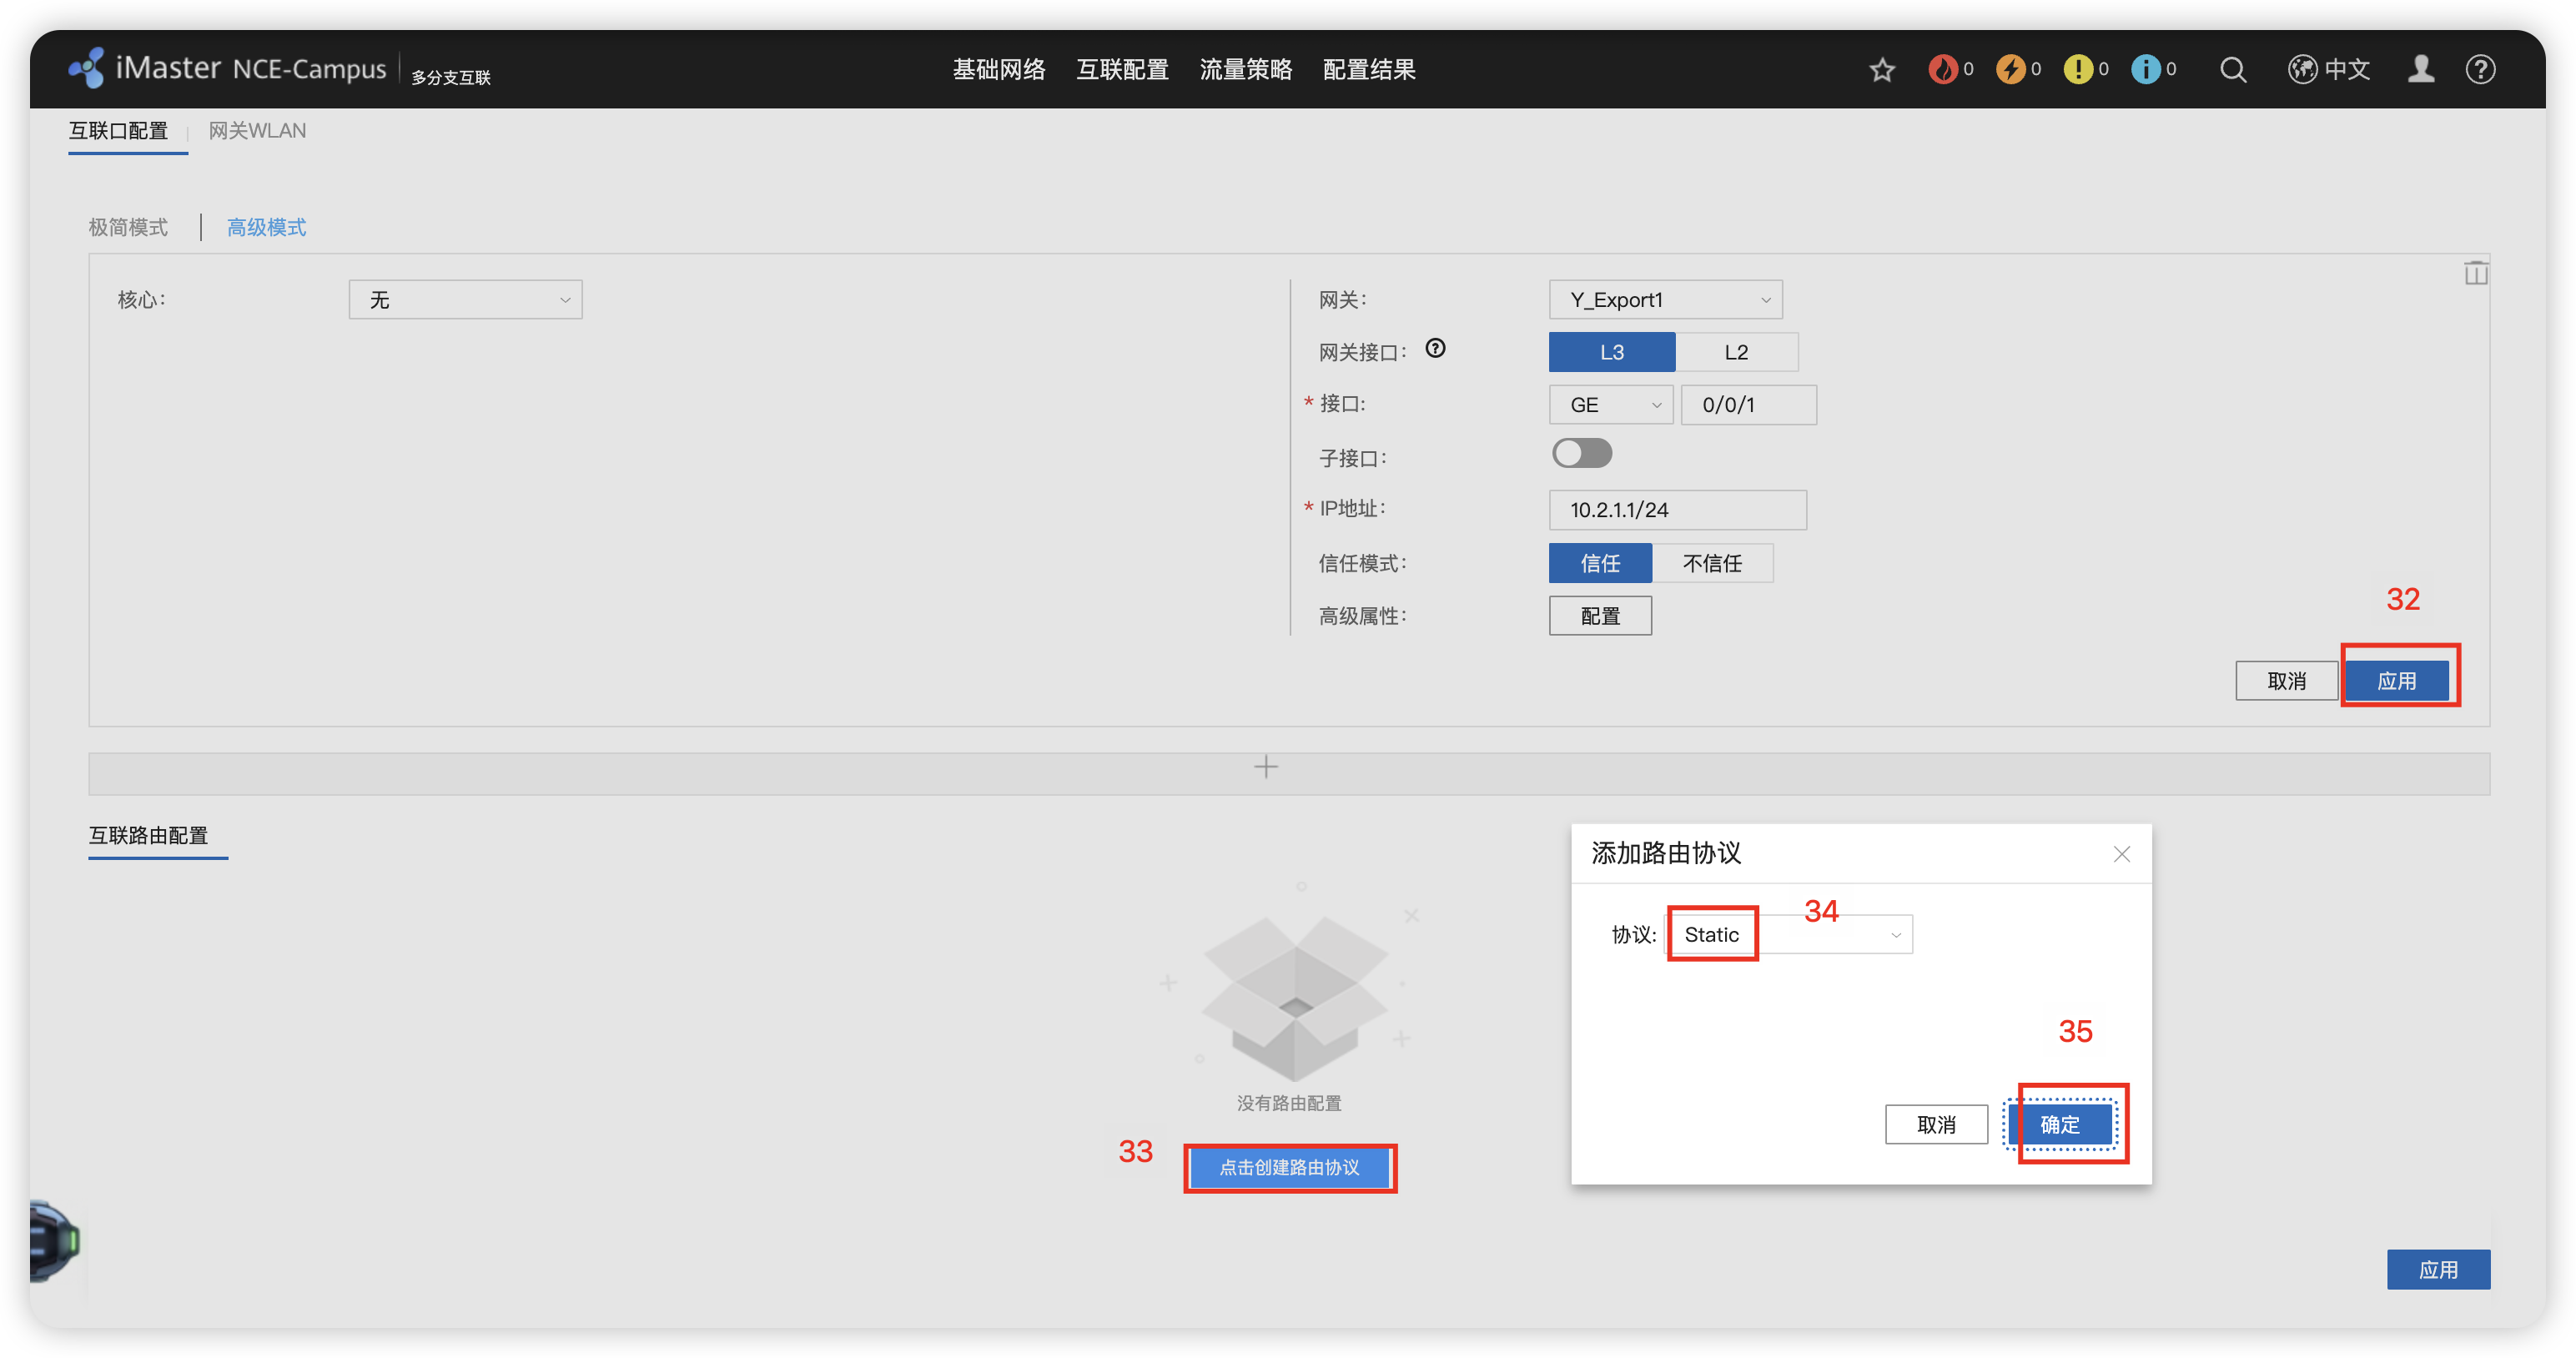 iMaster NCE-Campus 多分支互联 基础网络 互联配置 流量策略 配置结果 0 0 0 0 中文
互联口配置 网关WLAN
极简模式 高级模式
核心: 无
网关: Y_Export1
网关接口: L3 L2
* 接口: GE 0/0/1
子接口:
* IP地址: 10.2.1.1/24
信任模式: 信任 不信任
高级属性: 配置
32
取消 应用
互联路由配置
没有路由配置
33 点击创建路由协议
添加路由协议
34
协议: Static
35
取消 确定
应用